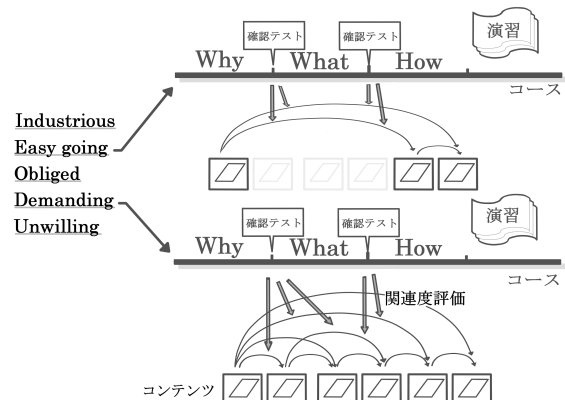 確認テスト
確認テスト
演習
Why
What
How
コース
Industrious
Easy going
Obliged
Demanding
Unwilling
確認テスト
確認テスト
演習
Why
What
How
コース
関連度評価
コンテンツ